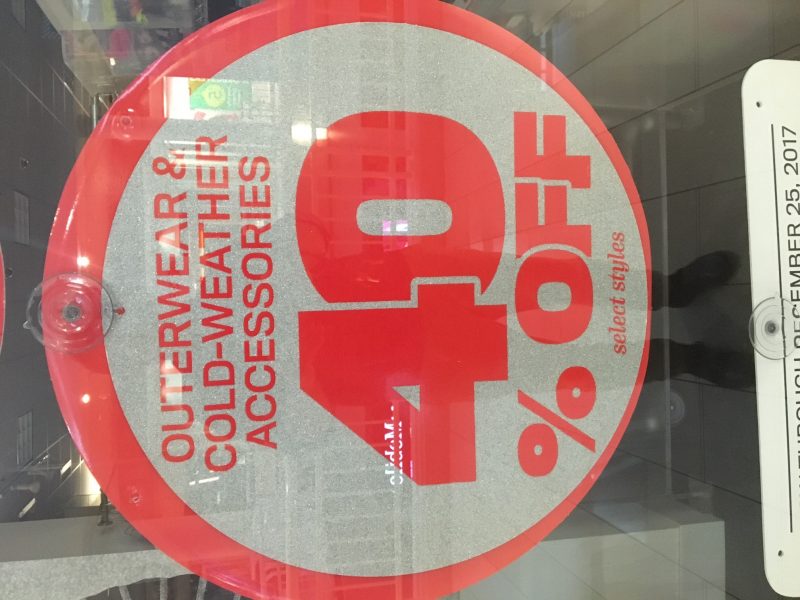 OUTERWEAR &
COLD-WEATHER
ACCESSORIES
40
% OFF
select styles
THROUGH DECEMBER 25, 2017